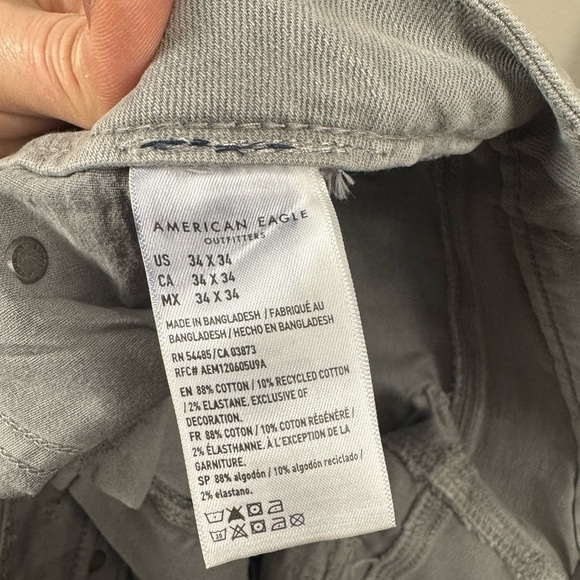 AMERICAN EAGLE
OUTFITTERS
US 34 X 34
CA 34 X 34
MX 34 X 34
MADE IN BANGLADESH / FABRIQUÉ AU
BANGLADESH / HECHO EN BANGLADESH
RN 54485/CA 03873
RFC# AEM120605U9A
EN 88% COTTON / 10% RECYCLED COTTON
/ 2% ELASTANE. EXCLUSIVE OF
DECORATION.
FR 88% COTON / 10% COTON RÉGÉNÉRÉ /
2% ÉLASTHANNE. À L'EXCEPTION DE LA
GARNITURE.
SP 88% algodón / 10% algodón reciclado /
2% elastano.